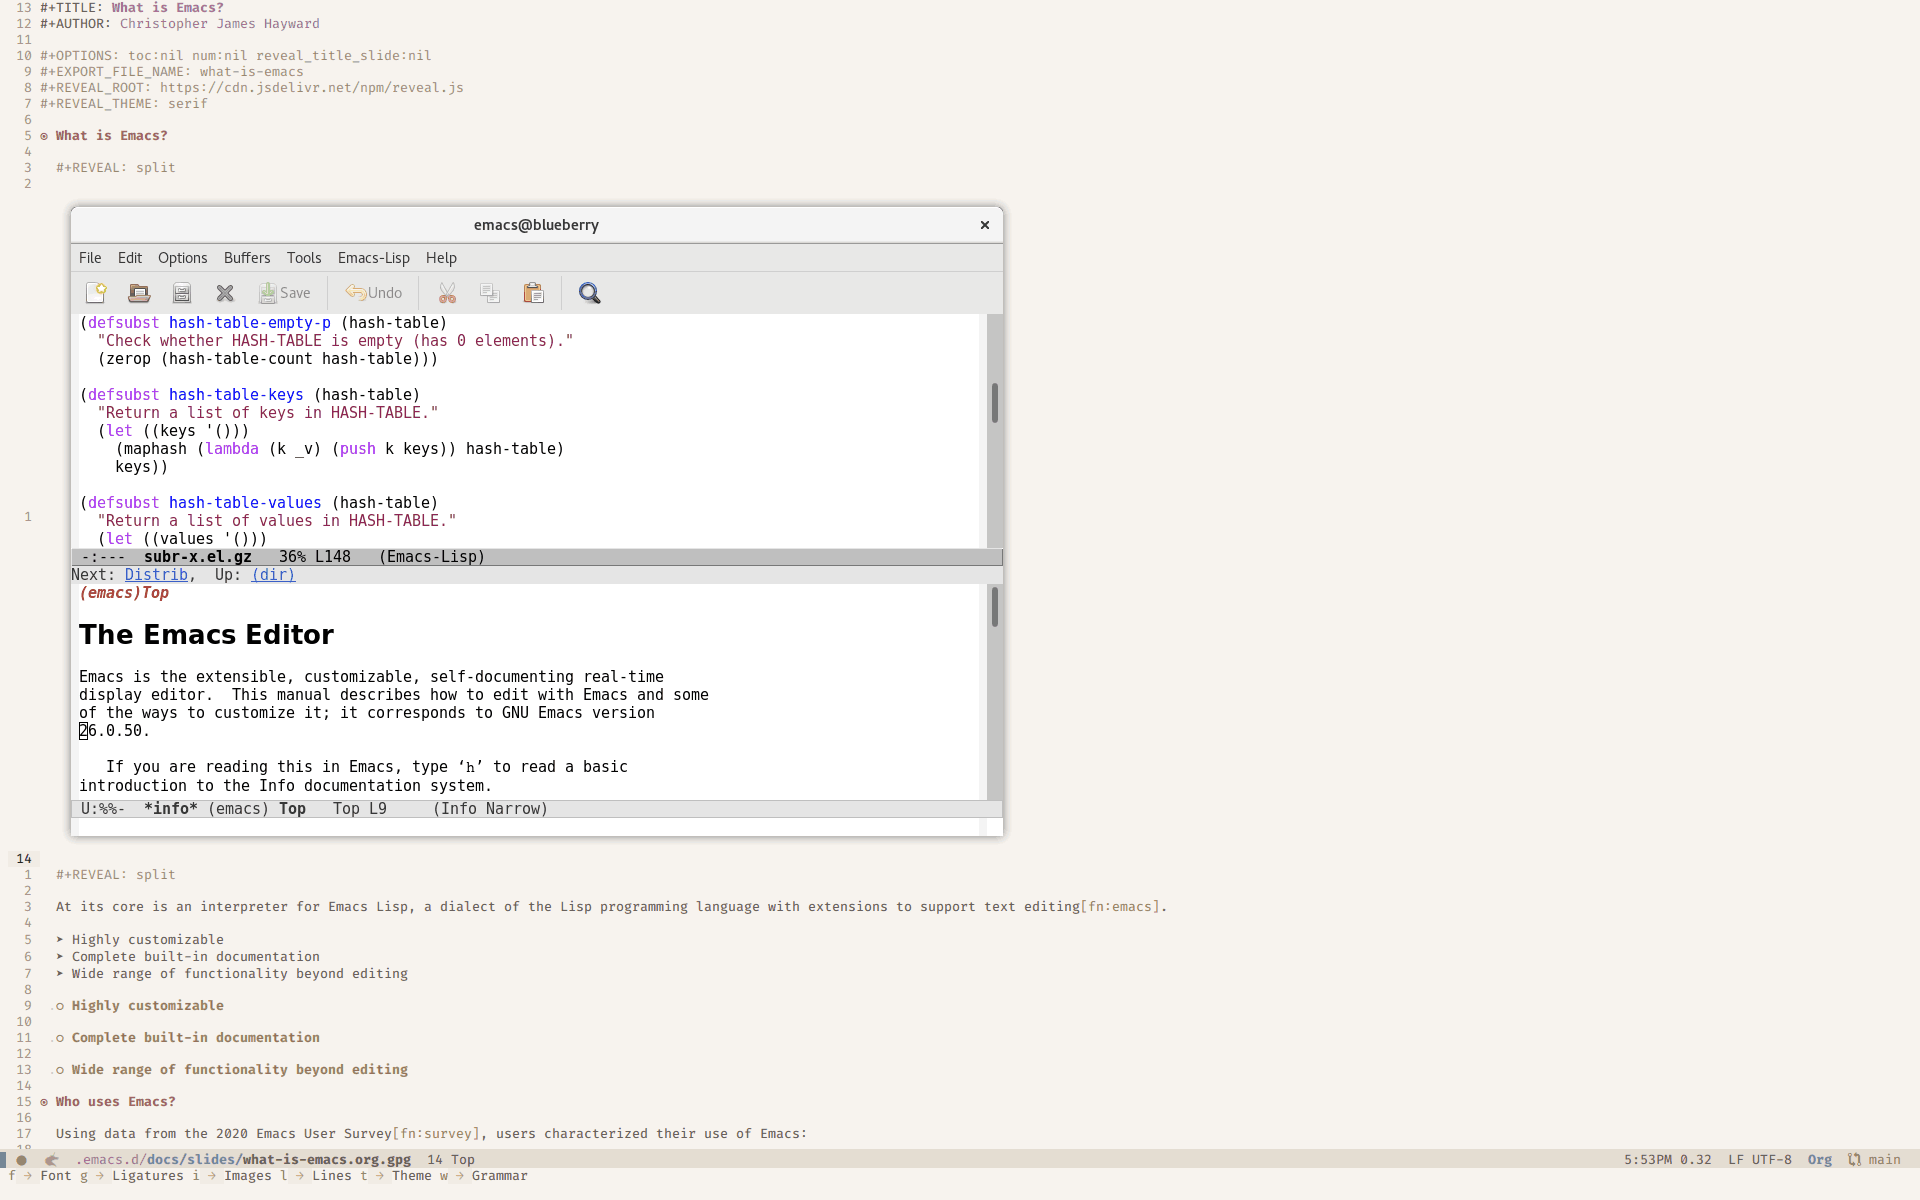 13 #+TITLE: What is Emacs?
12 #+AUTHOR: Christopher James Hayward
11
10 #+OPTIONS: toc:nil num:nil reveal_title_slide:nil
9 #+EXPORT_FILE_NAME: what-is-emacs
8 #+REVEAL_ROOT: https://cdn.jsdelivr.net/npm/reveal.js
7 #+REVEAL_THEME: serif
6
5 ⊙ What is Emacs?
4
3 #+REVEAL: split
2
emacs@blueberry ×
File Edit Options Buffers Tools Emacs-Lisp Help
Save Undo
(defsubst hash-table-empty-p (hash-table)
"Check whether HASH-TABLE is empty (has 0 elements)."
(zerop (hash-table-count hash-table)))
(defsubst hash-table-keys (hash-table)
"Return a list of keys in HASH-TABLE."
(let ((keys '()))
(maphash (lambda (k _v) (push k keys)) hash-table)
keys))
(defsubst hash-table-values (hash-table)
1
"Return a list of values in HASH-TABLE."
(let ((values '()))
-:--- subr-x.el.gz 36% L148 (Emacs-Lisp)
Next: Distrib, Up: (dir)
(emacs)Top
The Emacs Editor
Emacs is the extensible, customizable, self-documenting real-time
display editor. This manual describes how to edit with Emacs and some
of the ways to customize it; it corresponds to GNU Emacs version
26.0.50.
If you are reading this in Emacs, type ‘h’ to read a basic
introduction to the Info documentation system.
U:%%- *info* (emacs) Top Top L9 (Info Narrow)
14
1 #+REVEAL: split
2
3 At its core is an interpreter for Emacs Lisp, a dialect of the Lisp programming language with extensions to support text editing[fn:emacs].
4
5 ➤ Highly customizable
6 ➤ Complete built-in documentation
7 ➤ Wide range of functionality beyond editing
8
9 .○ Highly customizable
10
11 .○ Complete built-in documentation
12
13 .○ Wide range of functionality beyond editing
14
15 ⊙ Who uses Emacs?
16
17 Using data from the 2020 Emacs User Survey[fn:survey], users characterized their use of Emacs:
18
.emacs.d/docs/slides/what-is-emacs.org.gpg 14 Top 5:53PM 0.32 LF UTF-8 Org main
f → Font g → Ligatures i → Images l → Lines t → Theme w → Grammar